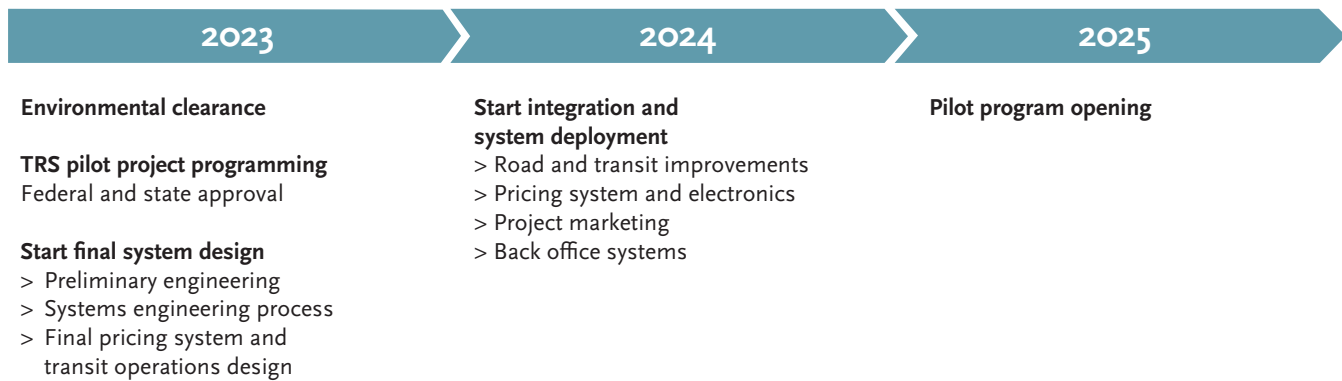 2023
Environmental clearance
TRS pilot project programming
Federal and state approval
Start final system design
> Preliminary engineering
> Systems engineering process
> Final pricing system and
transit operations design
2024
Start integration and
system deployment
> Road and transit improvements
> Pricing system and electronics
> Project marketing
> Back office systems
2025
Pilot program opening